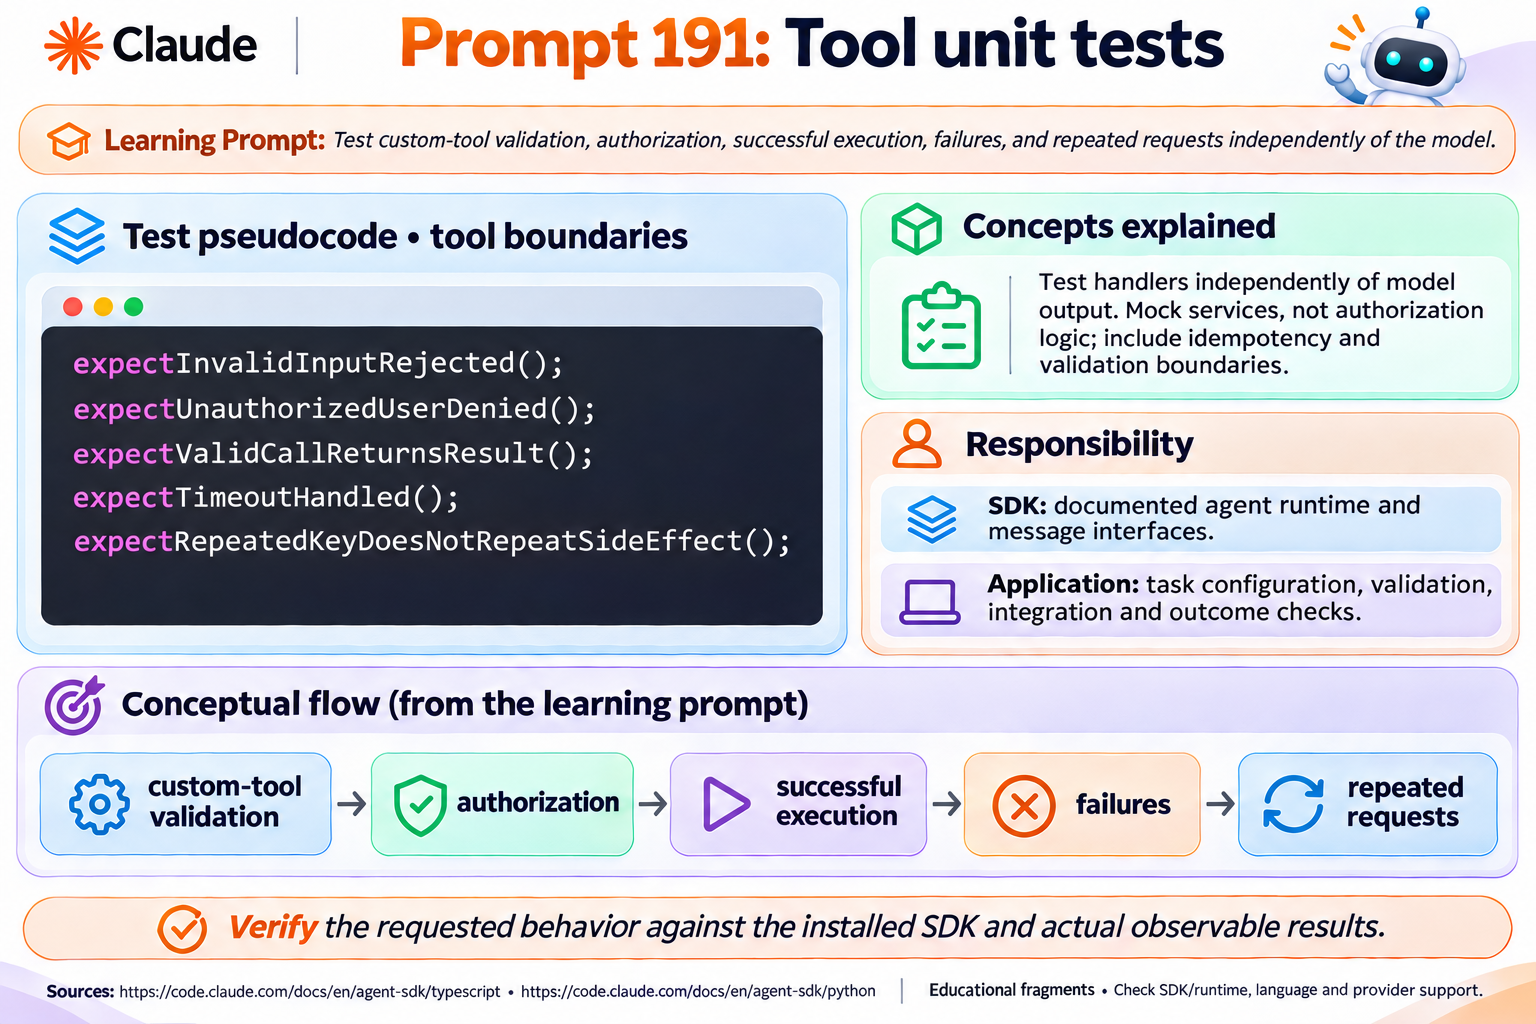 Claude
Prompt 191: Tool unit tests
Learning Prompt: Test custom-tool validation, authorization, successful execution, failures, and repeated requests independently of the model.
Test pseudocode • tool boundaries
expectInvalidInputRejected();
expectUnauthorizedUserDenied();
expectValidCallReturnsResult();
expectTimeoutHandled();
expectRepeatedKeyDoesNotRepeatSideEffect();
Concepts explained
Test handlers independently of model
output. Mock services, not authorization
logic; include idempotency and
validation boundaries.
Responsibility
SDK: documented agent runtime and
message interfaces.
Application: task configuration, validation,
integration and outcome checks.
Conceptual flow (from the learning prompt)
custom-tool
validation
authorization
successful
execution
failures
repeated
requests
Verify the requested behavior against the installed SDK and actual observable results.
Sources: https://code.claude.com/docs/en/agent-sdk/typescript • https://code.claude.com/docs/en/agent-sdk/python
Educational fragments • Check SDK/runtime, language and provider support.